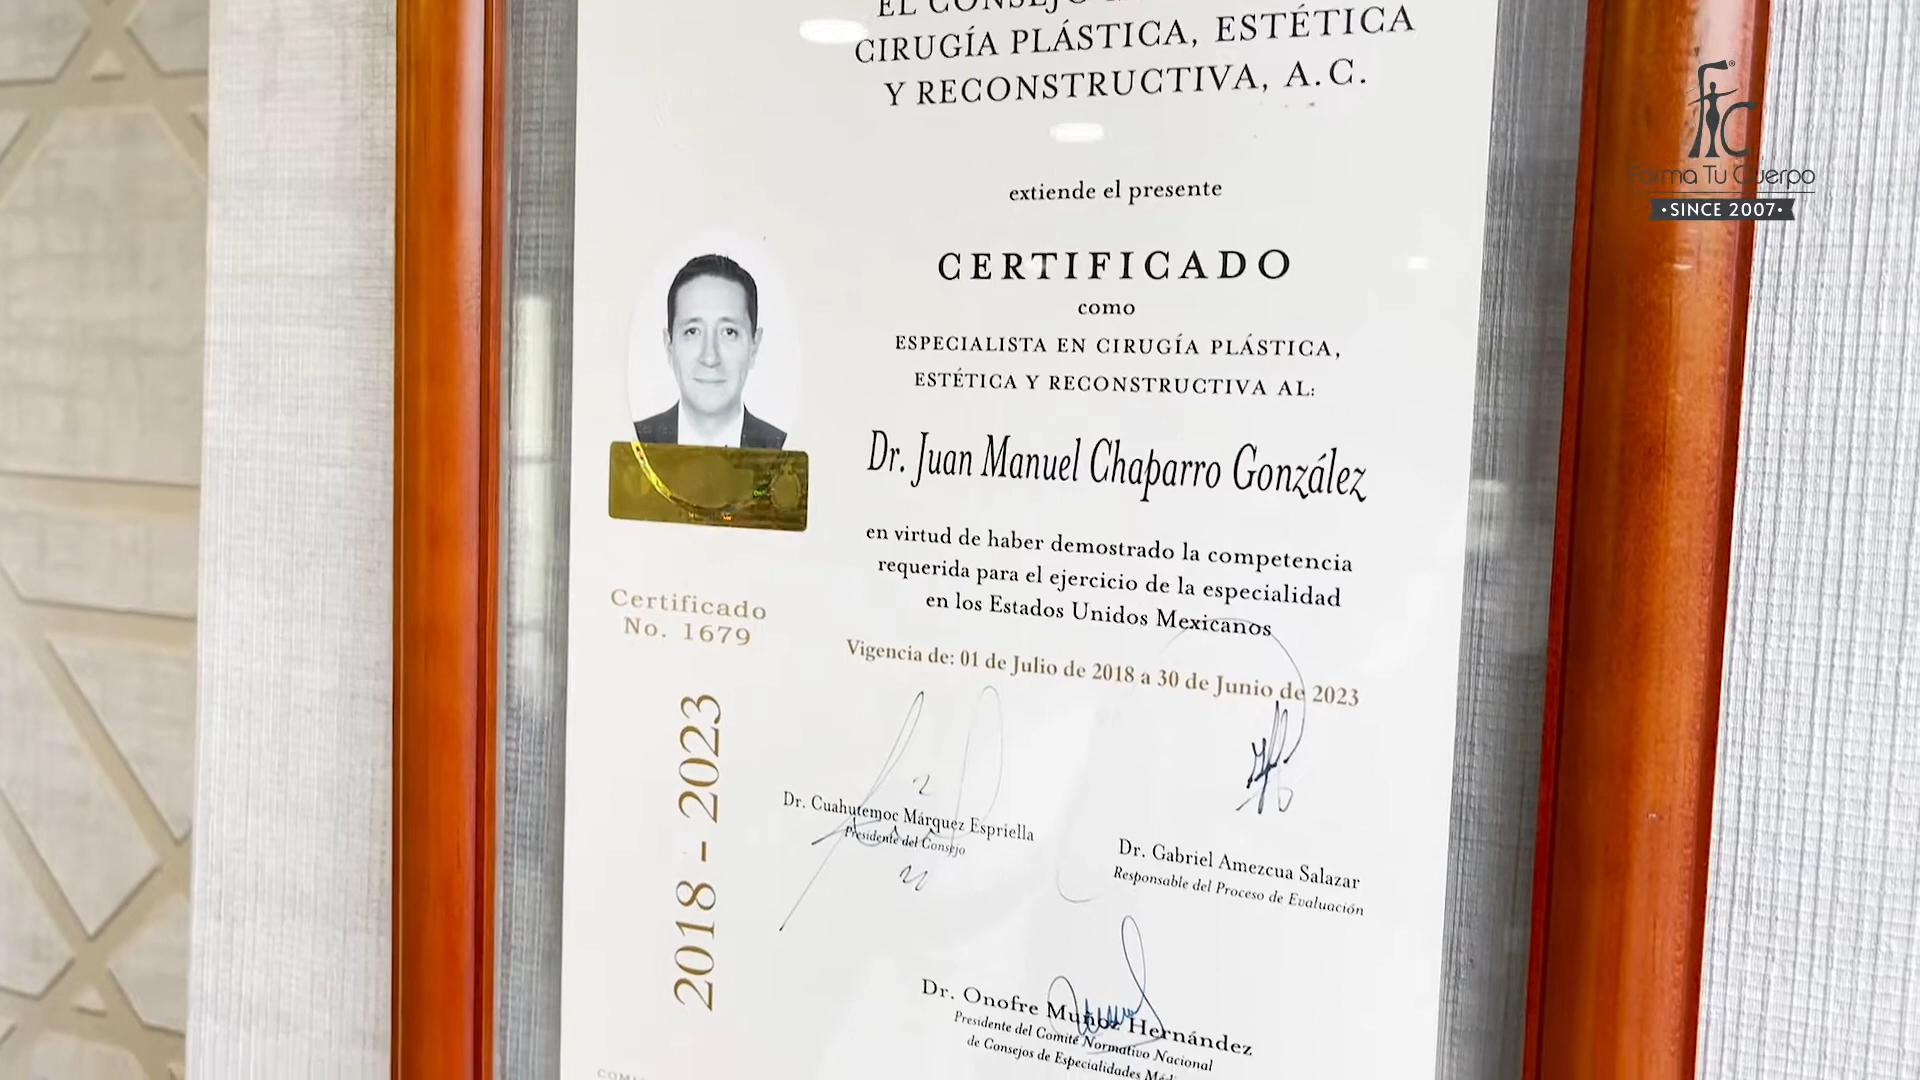 EL CONSEJO
CIRUGÍA PLÁSTICA, ESTÉTICA
Y RECONSTRUCTIVA, A.C.
extiende el presente
CERTIFICADO
como
ESPECIALISTA EN CIRUGÍA PLÁSTICA,
ESTÉTICA Y RECONSTRUCTIVA AL:
Dr. Juan Manuel Chaparro González
en virtud de haber demostrado la competencia
requerida para el ejercicio de la especialidad
en los Estados Unidos Mexicanos
Vigencia de: 01 de Julio de 2018 a 30 de Junio de 2023
Certificado
No. 1679
2018 - 2023
Dr. Cuahutemoc Márquez Espriella
Presidente del Consejo
Dr. Gabriel Amezcua Salazar
Responsable del Proceso de Evaluación
Dr. Onofre Muñoz Hernández
Presidente del Comité Normativo Nacional
de Consejos de Especialidades
FTC®
Forma Tu Cuerpo
•SINCE 2007•